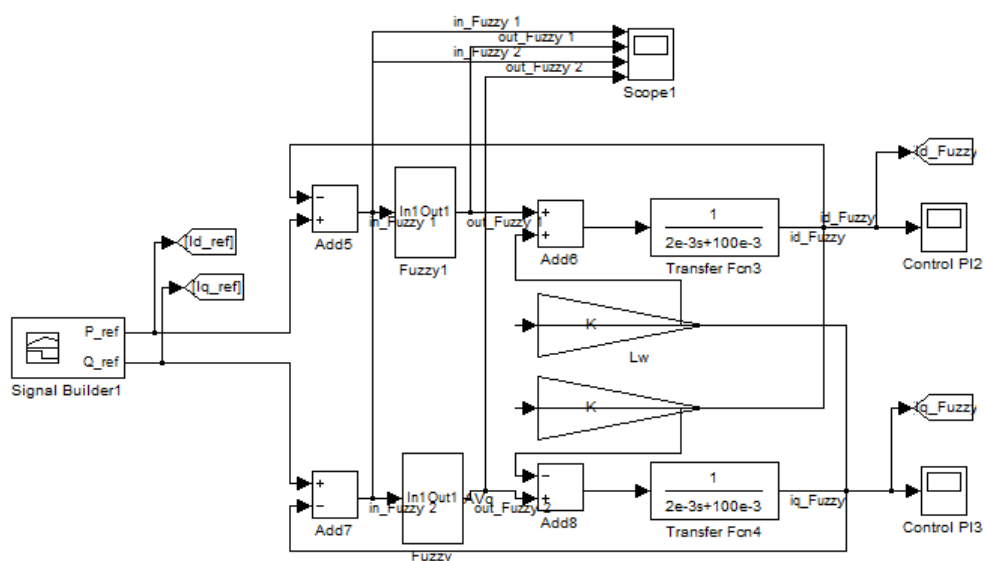 in_Fuzzy 1
out_Fuzzy 1
in_Fuzzy 2
out_Fuzzy 2
Scope1
Id_Fuzzy
−
+
Add5
In1 Out1
in_Fuzzy 1
Fuzzy1
out_Fuzzy 1
+
+
Add6
1
2e-3s+100e-3
Transfer Fcn3
id_Fuzzy
id_Fuzzy
Control PI2
[Id_ref]
[Iq_ref]
P_ref
Q_ref
Signal Builder1
K
Lw
K
Iq_Fuzzy
+
−
Add7
In1 Out1
in_Fuzzy 2
Fuzzy
AVq
out_Fuzzy 2
−
+
Add8
1
2e-3s+100e-3
Transfer Fcn4
iq_Fuzzy
Control PI3